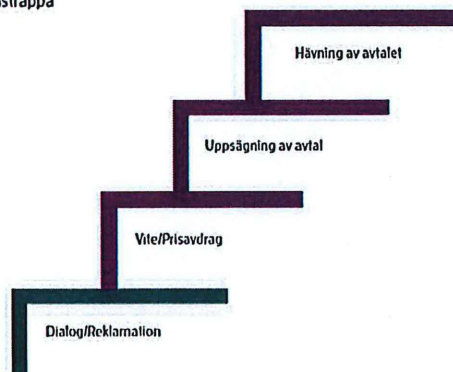 Hävning av avtalet
Uppsägning av avtal
Vite/Prisavdrag
Dialog/Reklamation